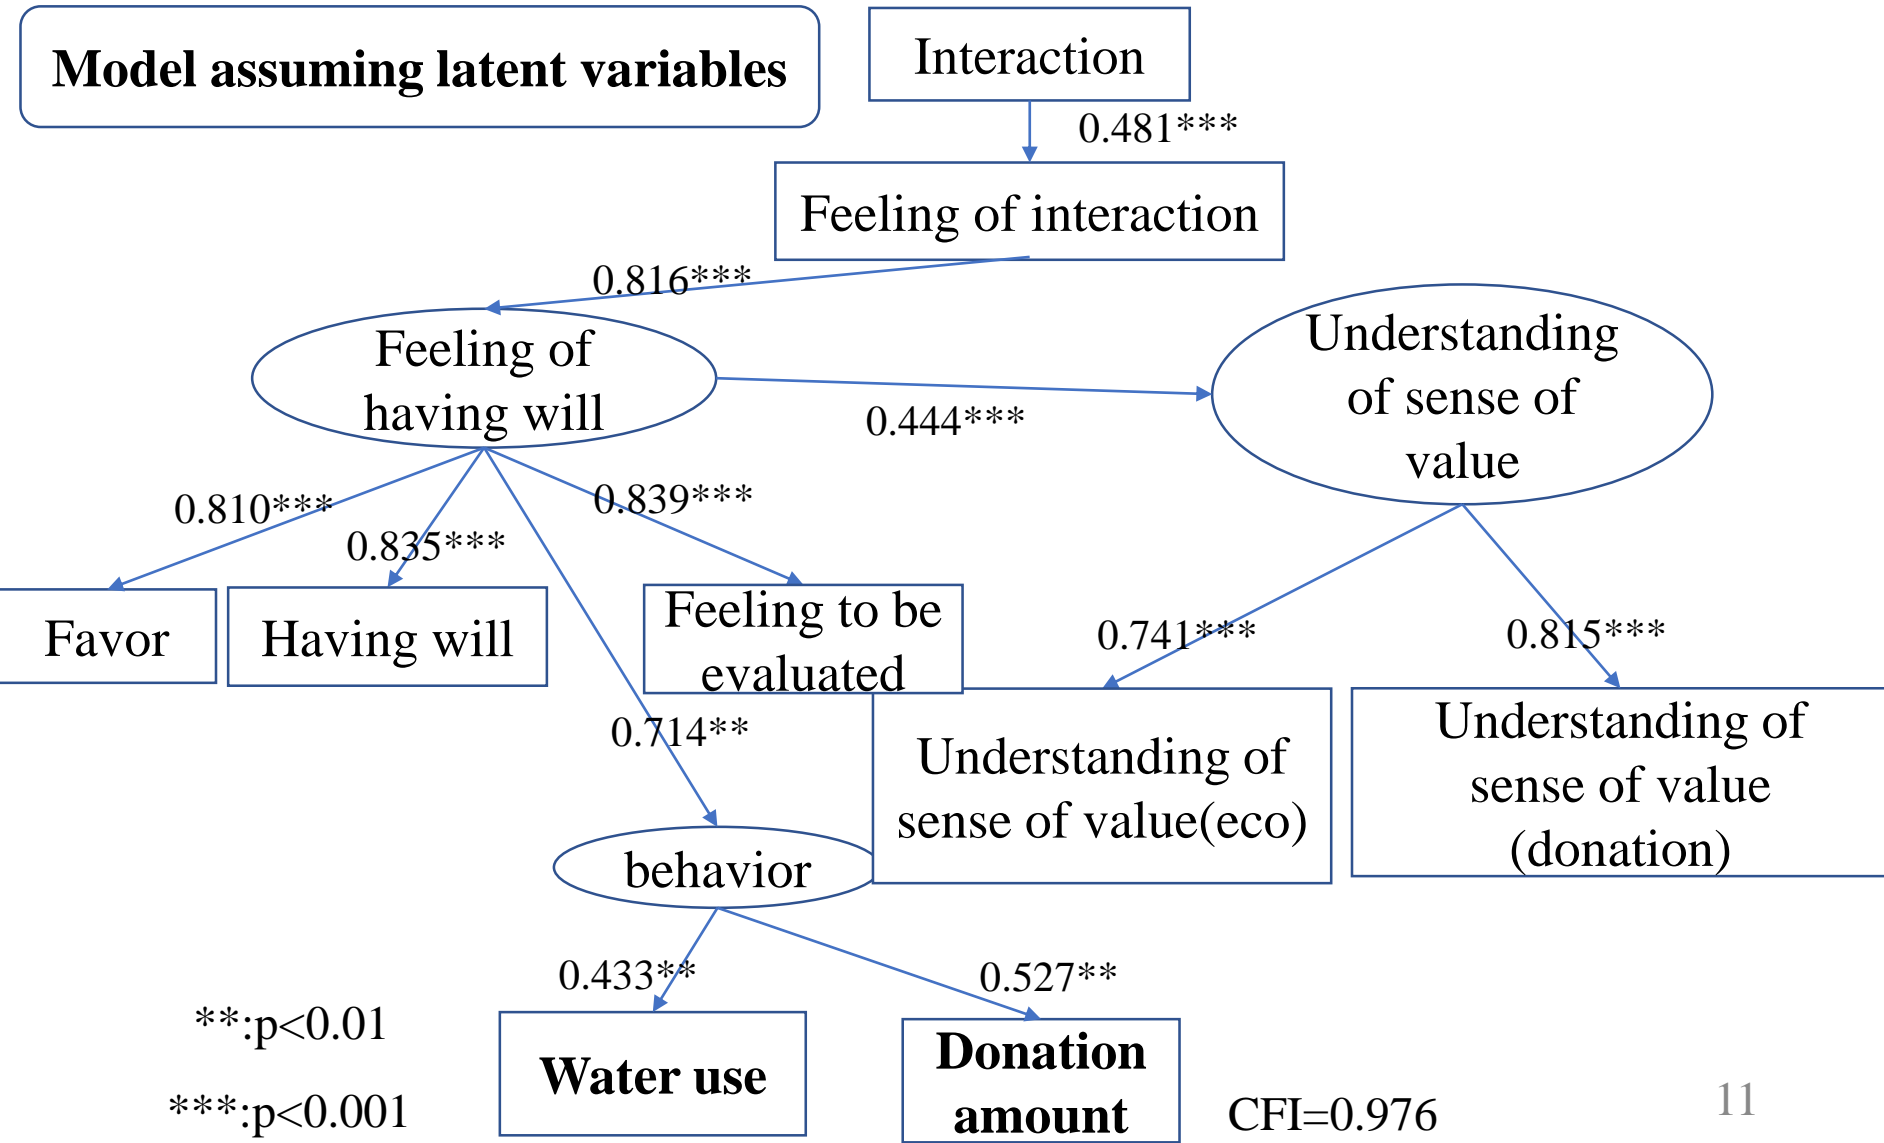 Model assuming latent variables
Interaction
0.481***
Feeling of interaction
0.816***
Feeling of
having will
0.444***
Understanding
of sense of
value
0.810***
0.835***
0.839***
0.741***
0.815***
Favor
Having will
Feeling to be
evaluated
0.714**
Understanding of
sense of value(eco)
Understanding of
sense of value
(donation)
behavior
0.433**
0.527**
**:p<0.01
***:p<0.001
Water use
Donation
amount
CFI=0.976
11